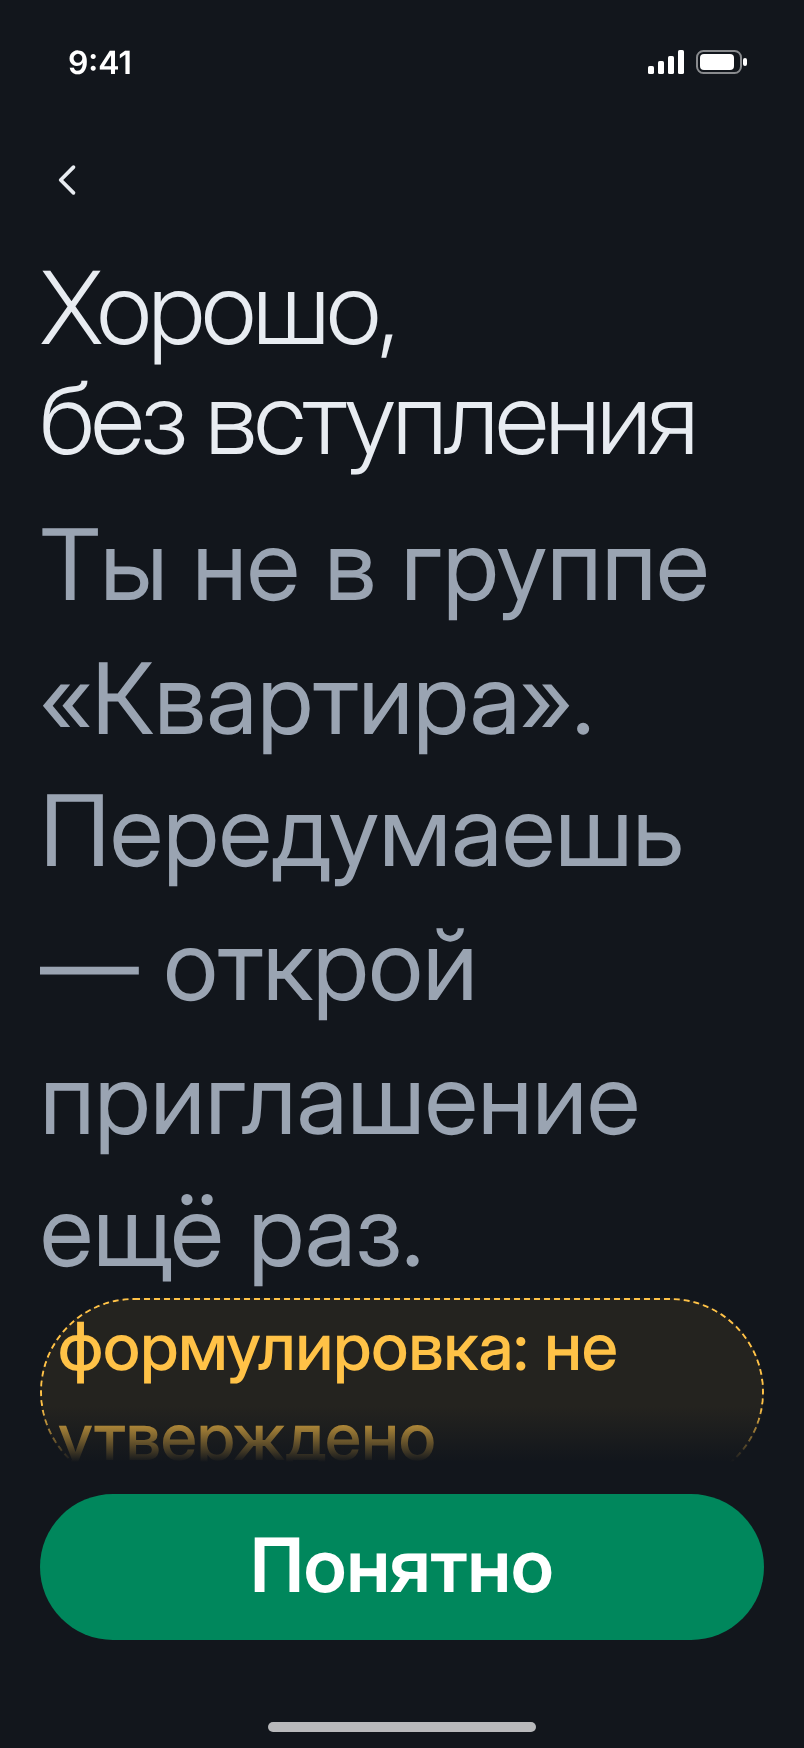 9:41
Хорошо,
без вступления
Ты не в группе
«Квартира».
Передумаешь
— открой
приглашение
ещё раз.
формулировка: не
утверждено
Понятно